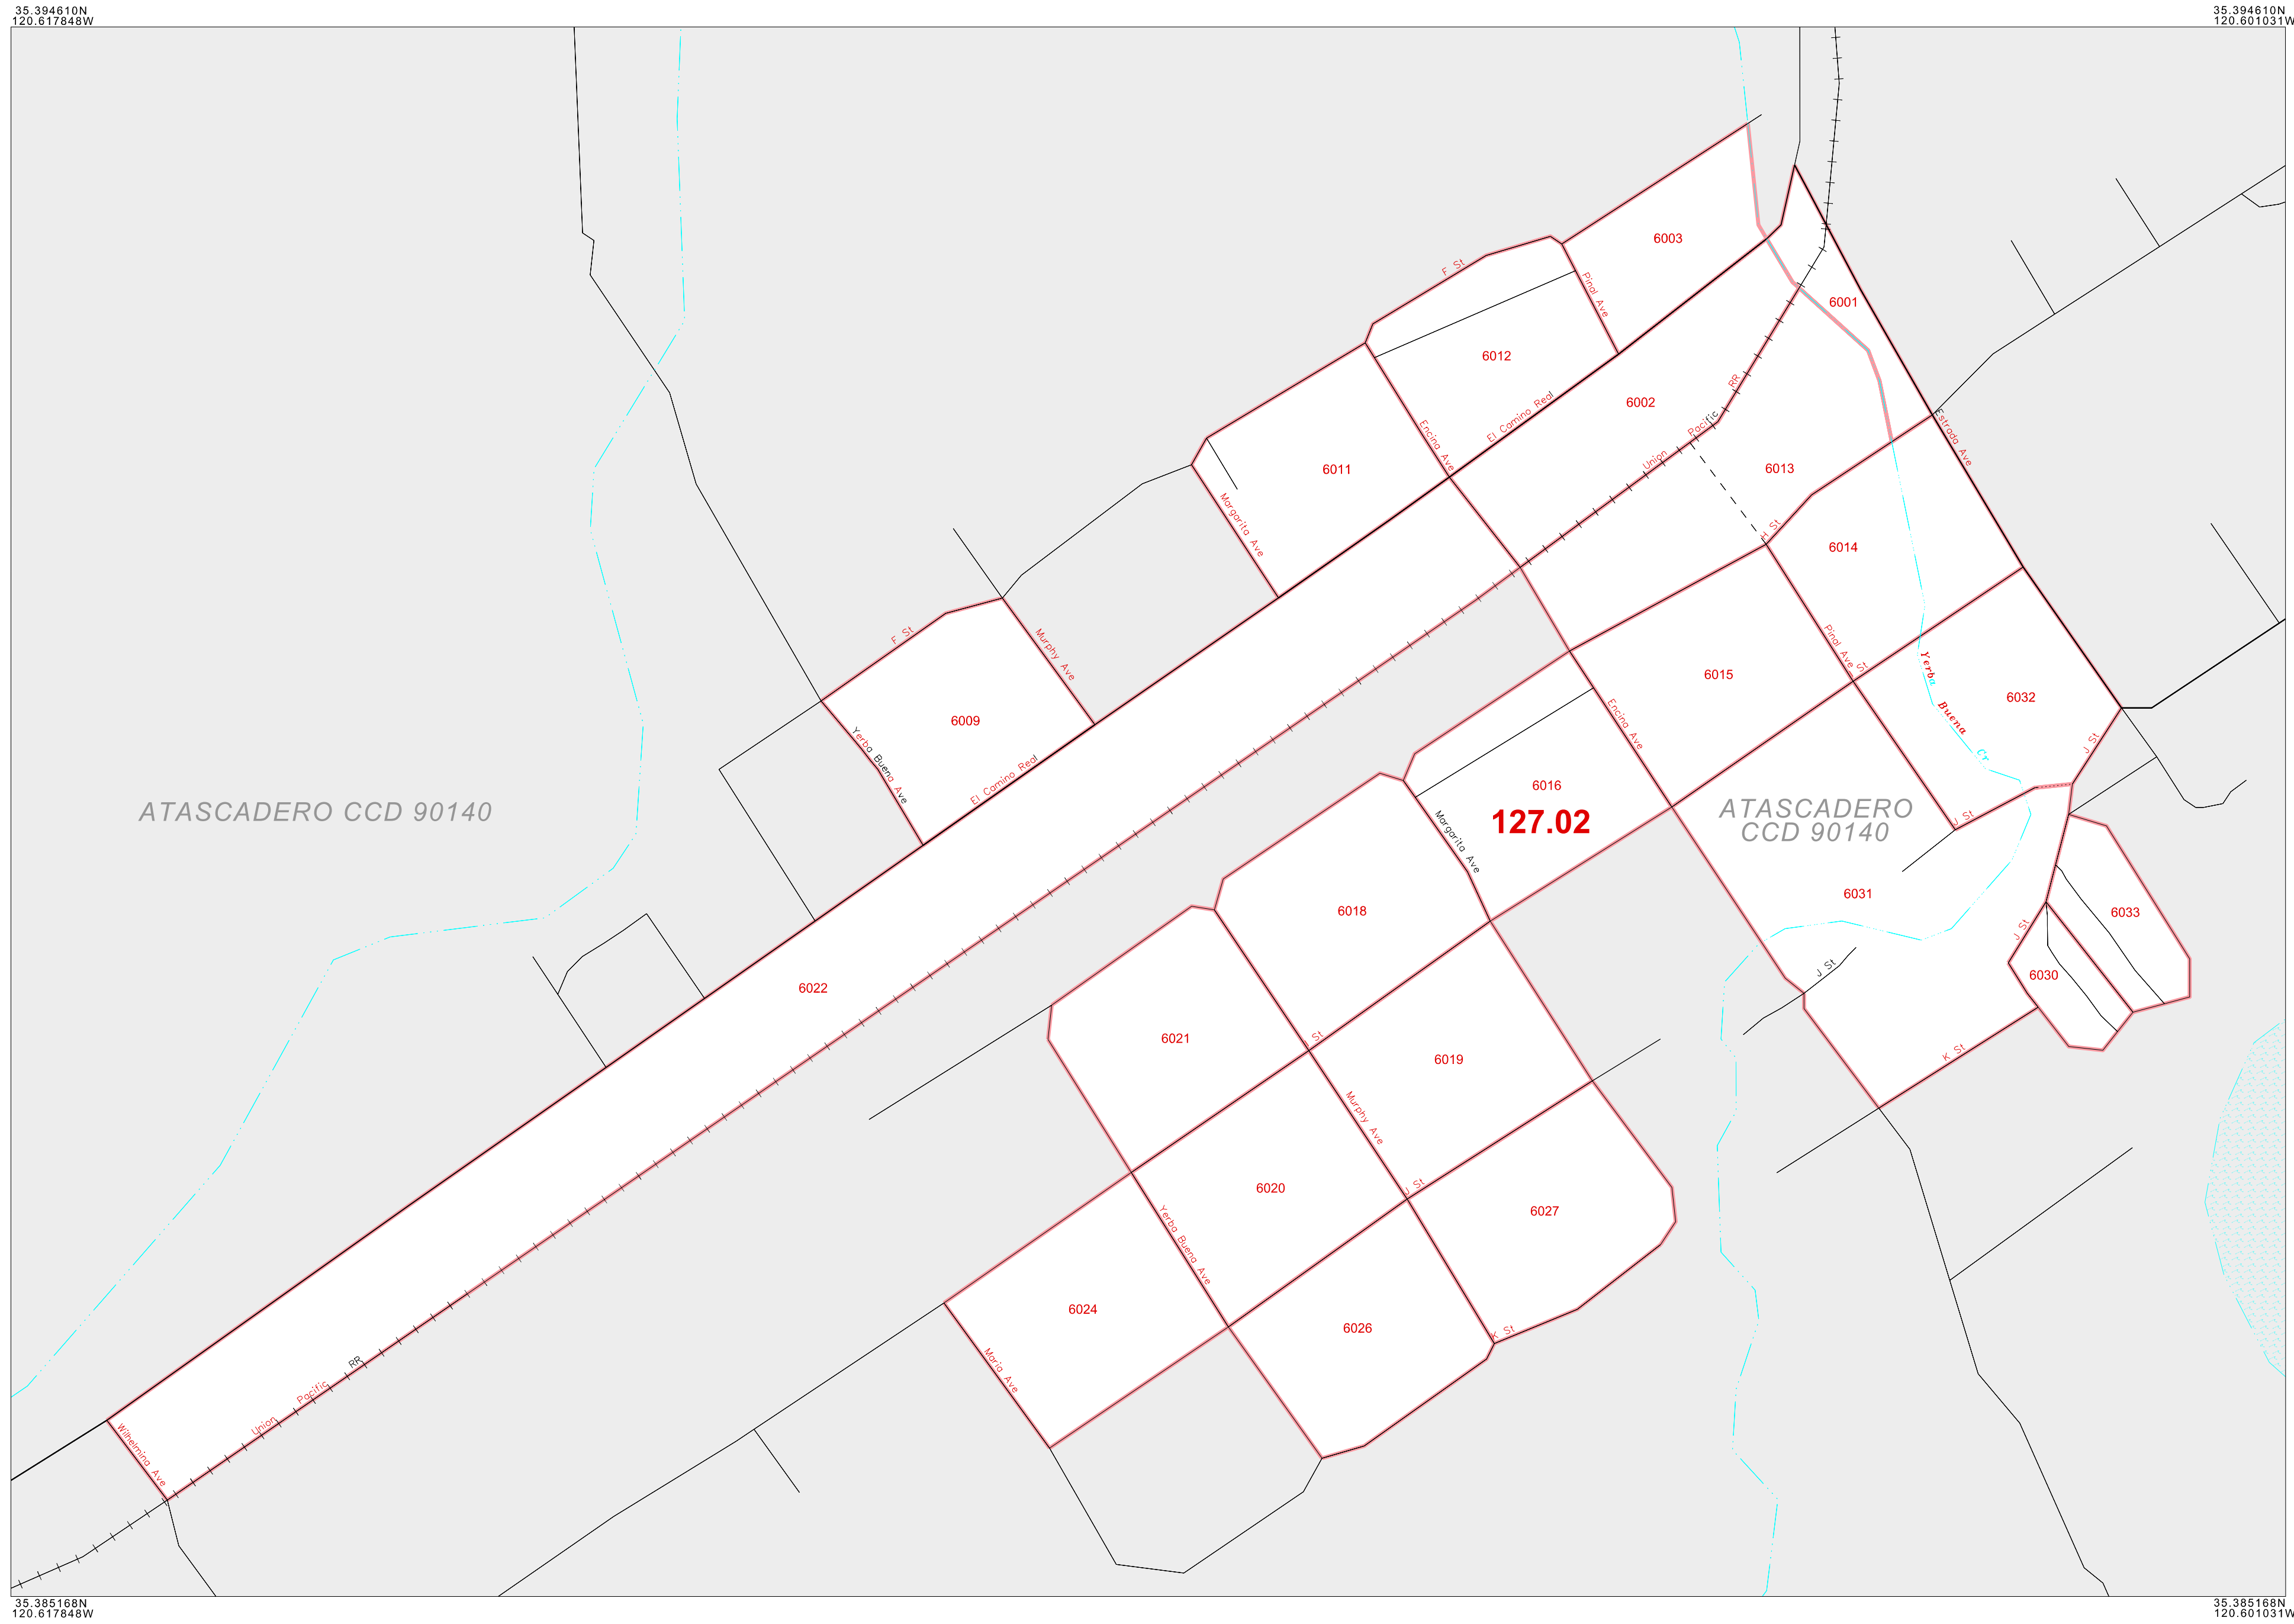 35.394610N
120.617848W
35.394610N
120.601031W
6003
F St
Pinal Ave
6001
6012
RR
El Camino Real
6002
Pacific
Estrada Ave
Encina Ave
Union
6011
6013
Margarita Ave
H St
6014
F St
Murphy Ave
Pinal Ave
I St
Yerba Buena Cr
6015
6032
6009
Encina Ave
Yerba Buena Ave
J St
El Camino Real
6016
127.02
Margarita Ave
ATASCADERO CCD 90140
ATASCADERO
CCD 90140
J St
6031
6018
6033
J St
6022
J St
6030
6021
I St
6019
K St
Murphy Ave
6020
J St
6027
Yerba Buena Ave
6024
6026
K St
RR
Maria Ave
Pacific
Union
Wilhelmina Ave
35.385168N
120.617848W
35.385168N
120.601031W